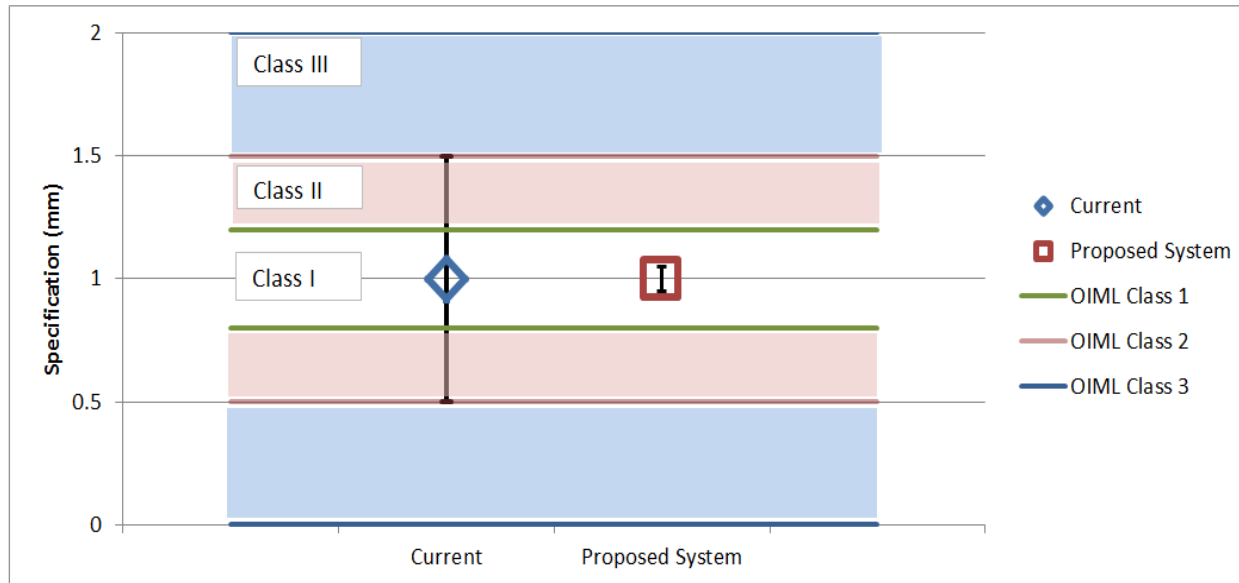 2
Class III
1.5
Class II
Specification (mm)
1
Class I
0.5
0
Current
Proposed System
Current
Proposed System
OIML Class 1
OIML Class 2
OIML Class 3